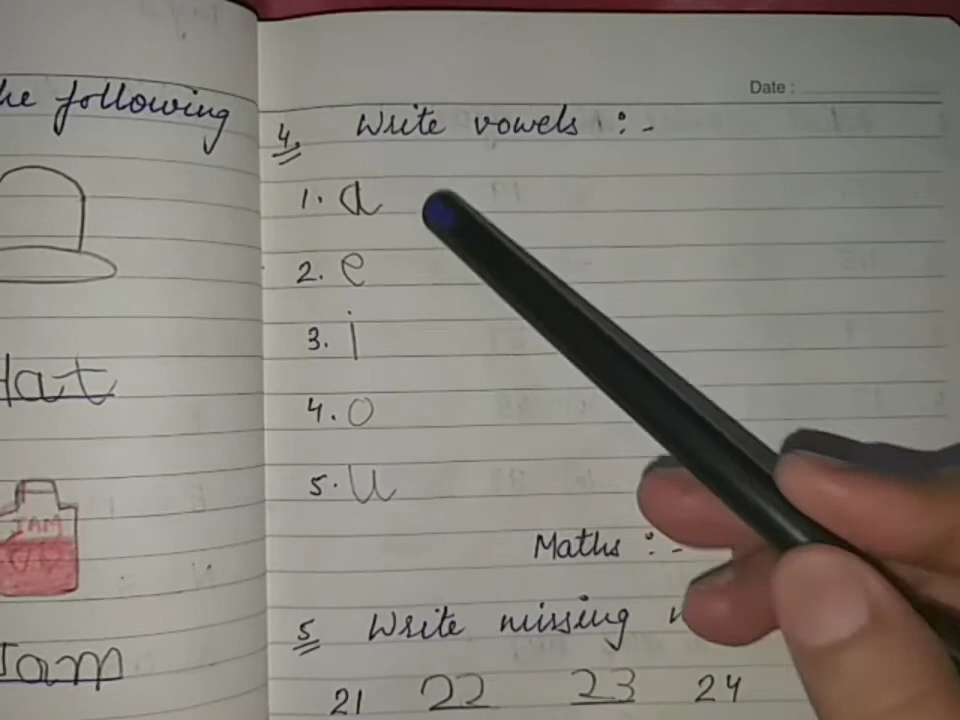 he following
Hat
JAM
Jam
Date :
4. Write vowels :-
1. a
2. e
3. i
4. o
5. u
Maths :-
5 Write missing
21 22 23 24